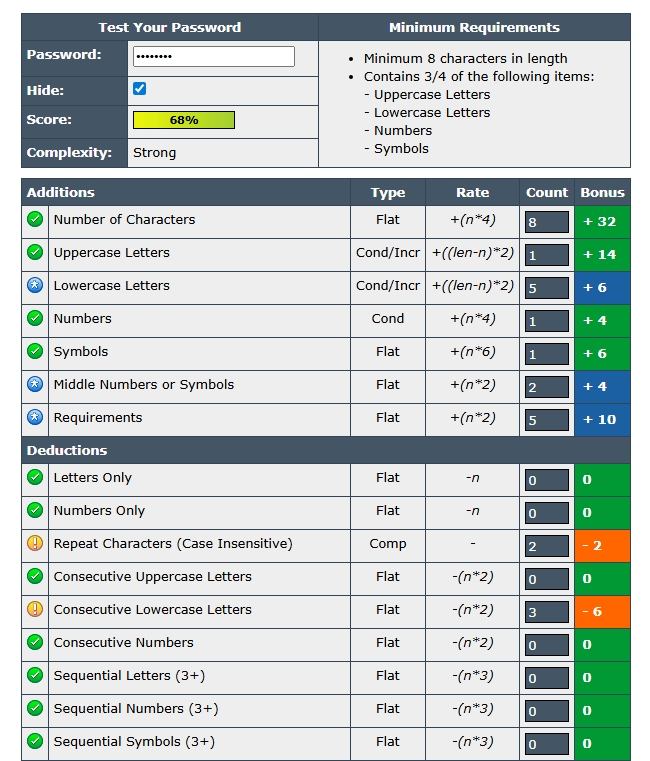 Test Your Password Minimum Requirements
Password: ••••••••
• Minimum 8 characters in length
• Contains 3/4 of the following items:
- Uppercase Letters
- Lowercase Letters
- Numbers
- Symbols
Hide:
Score: 68%
Complexity: Strong
Additions Type Rate Count Bonus
Number of Characters Flat +(n*4) 8 + 32
Uppercase Letters Cond/Incr +((len-n)*2) 1 + 14
Lowercase Letters Cond/Incr +((len-n)*2) 5 + 6
Numbers Cond +(n*4) 1 + 4
Symbols Flat +(n*6) 1 + 6
Middle Numbers or Symbols Flat +(n*2) 2 + 4
Requirements Flat +(n*2) 5 + 10
Deductions
Letters Only Flat -n 0 0
Numbers Only Flat -n 0 0
Repeat Characters (Case Insensitive) Comp - 2 - 2
Consecutive Uppercase Letters Flat -(n*2) 0 0
Consecutive Lowercase Letters Flat -(n*2) 3 - 6
Consecutive Numbers Flat -(n*2) 0 0
Sequential Letters (3+) Flat -(n*3) 0 0
Sequential Numbers (3+) Flat -(n*3) 0 0
Sequential Symbols (3+) Flat -(n*3) 0 0